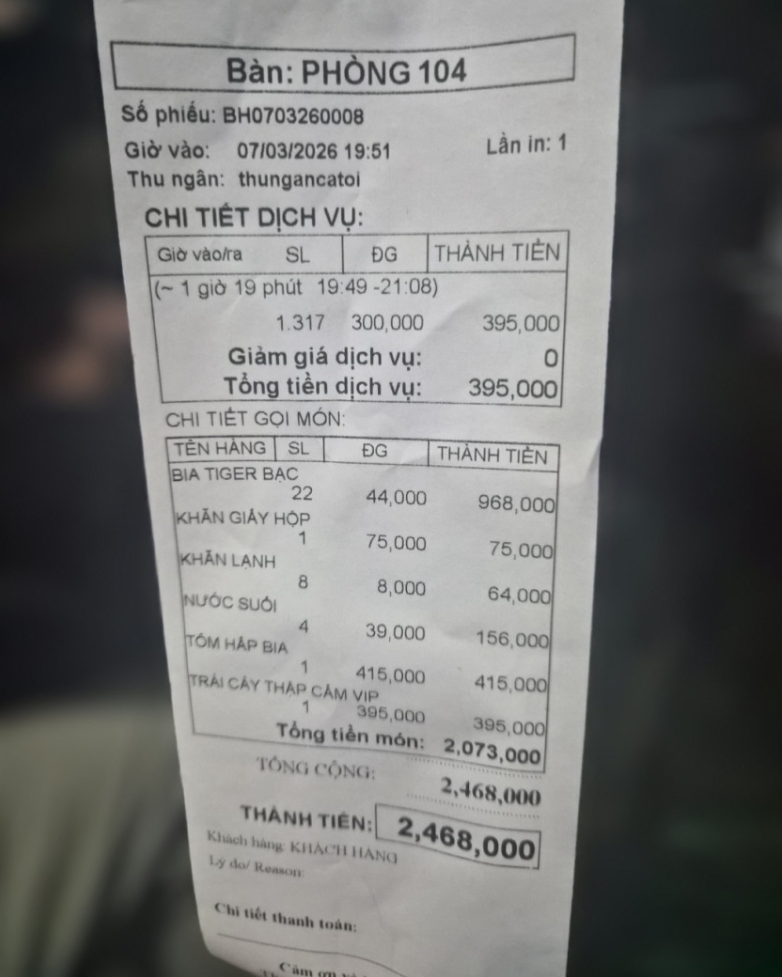 Bàn: PHÒNG 104
Số phiếu: BH0703260008
Giờ vào: 07/03/2026 19:51 Lần in: 1
Thu ngân: thungancatoi
CHI TIẾT DỊCH VỤ:
Giờ vào/ra SL ĐG THÀNH TIỀN
(~ 1 giờ 19 phút 19:49 -21:08)
1.317 300,000 395,000
Giảm giá dịch vụ: 0
Tổng tiền dịch vụ: 395,000
CHI TIẾT GỌI MÓN:
TÊN HÀNG SL ĐG THÀNH TIỀN
BIA TIGER BẠC
22 44,000 968,000
KHĂN GIẤY HỘP
1 75,000 75,000
KHĂN LẠNH
8 8,000 64,000
NƯỚC SUỐI
4 39,000 156,000
TÔM HẤP BIA
1 415,000 415,000
TRÁI CÂY THẬP CẨM VIP
1 395,000 395,000
Tổng tiền món: 2,073,000
TỔNG CỘNG: 2,468,000
THÀNH TIỀN: 2,468,000
Khách hàng: KHÁCH HÀNG
Lý do/ Reason:
Chi tiết thanh toán:
Cảm ơn